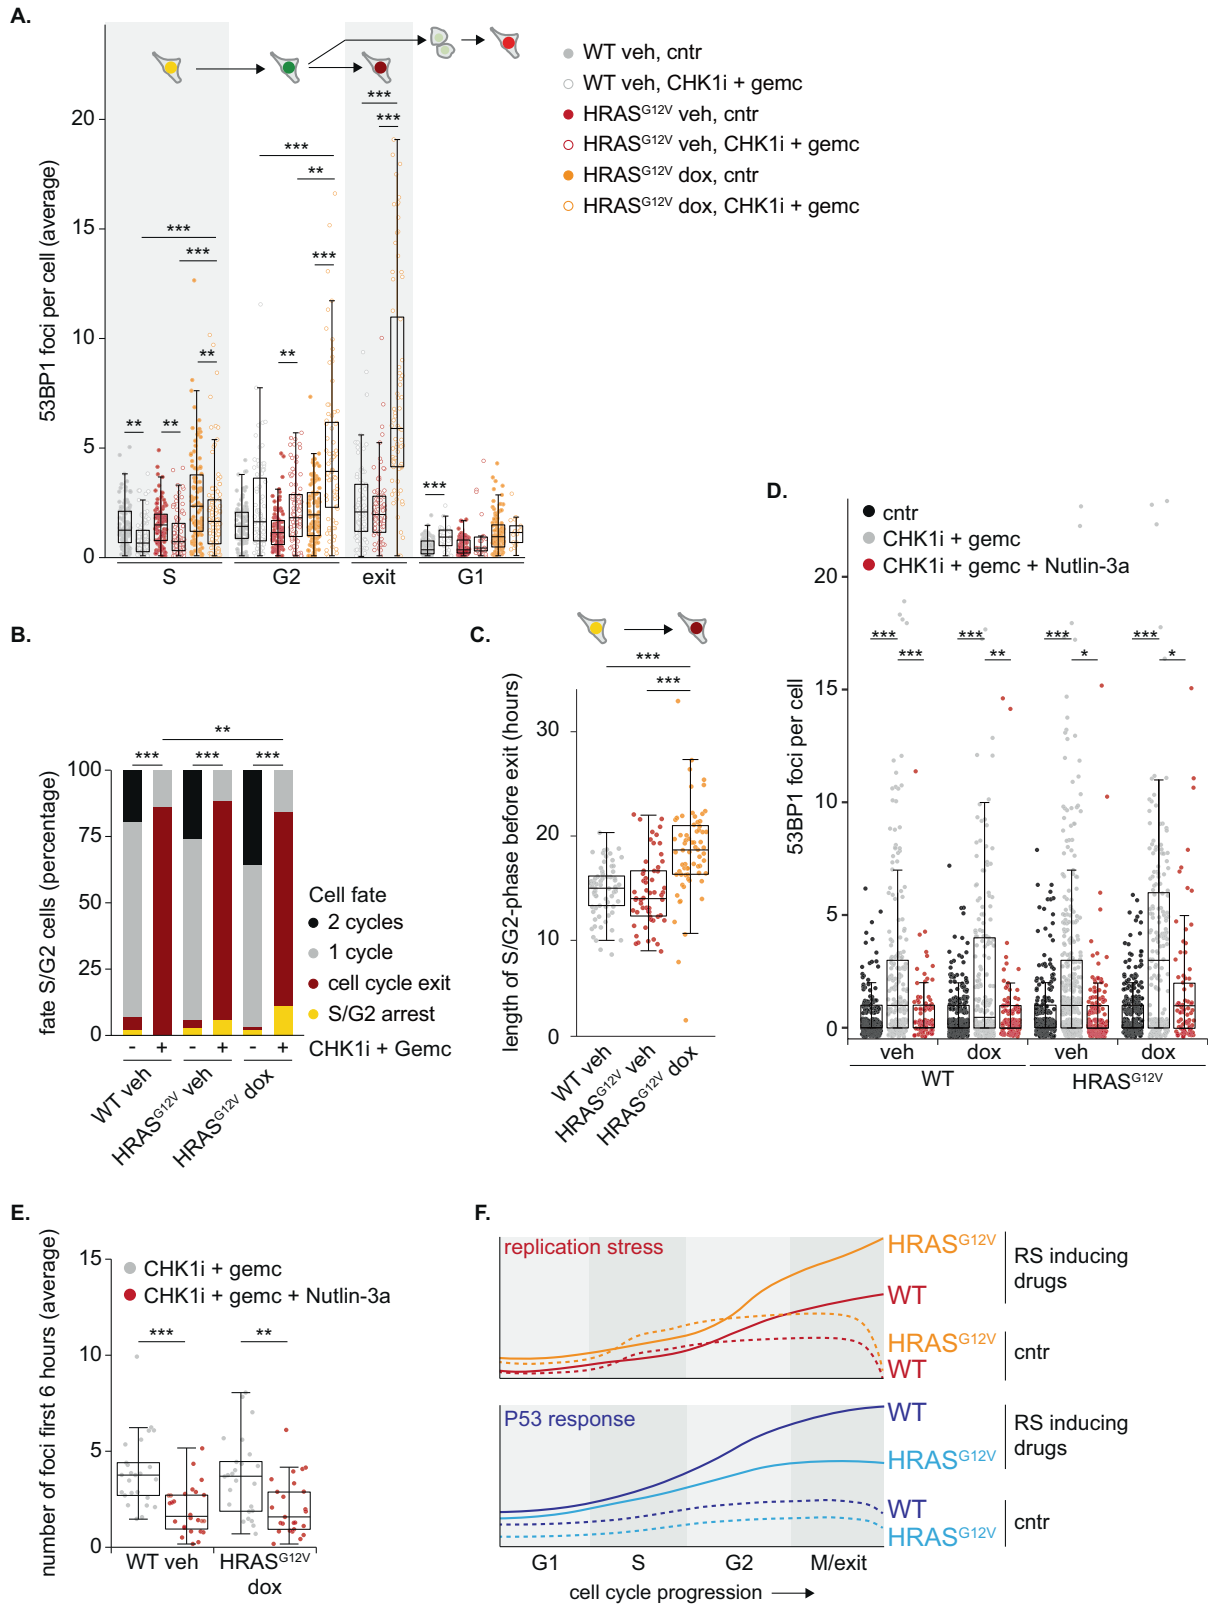 A.
53BP1 foci per cell (average)
20
15
10
5
0
***
***
***
**
***
***
***
**
**
**
**
***
S
G2
exit
G1
WT veh, cntr
WT veh, CHK1i + gemc
HRASG12V veh, cntr
HRASG12V veh, CHK1i + gemc
HRASG12V dox, cntr
HRASG12V dox, CHK1i + gemc
B.
fate S/G2 cells (percentage)
100
75
50
25
0
**
*** *** ***
Cell fate
2 cycles
1 cycle
cell cycle exit
S/G2 arrest
- + - + - + CHK1i + Gemc
WT veh
HRASG12V veh
HRASG12V dox
C.
length of S/G2-phase before exit (hours)
30
20
10
0
***
***
WT veh
HRASG12V veh
HRASG12V dox
D.
cntr
CHK1i + gemc
CHK1i + gemc + Nutlin-3a
53BP1 foci per cell
20
15
10
5
0
*** *** *** ***
*** ** * *
veh dox veh dox
WT HRASG12V
E.
number of foci first 6 hours (average)
15
10
5
0
CHK1i + gemc
CHK1i + gemc + Nutlin-3a
*** **
WT veh HRASG12V
dox
F.
replication stress
HRASG12V
WT
RS inducing
drugs
HRASG12V
WT
cntr
P53 response
WT
HRASG12V
RS inducing
drugs
WT
HRASG12V
cntr
G1 S G2 M/exit
cell cycle progression